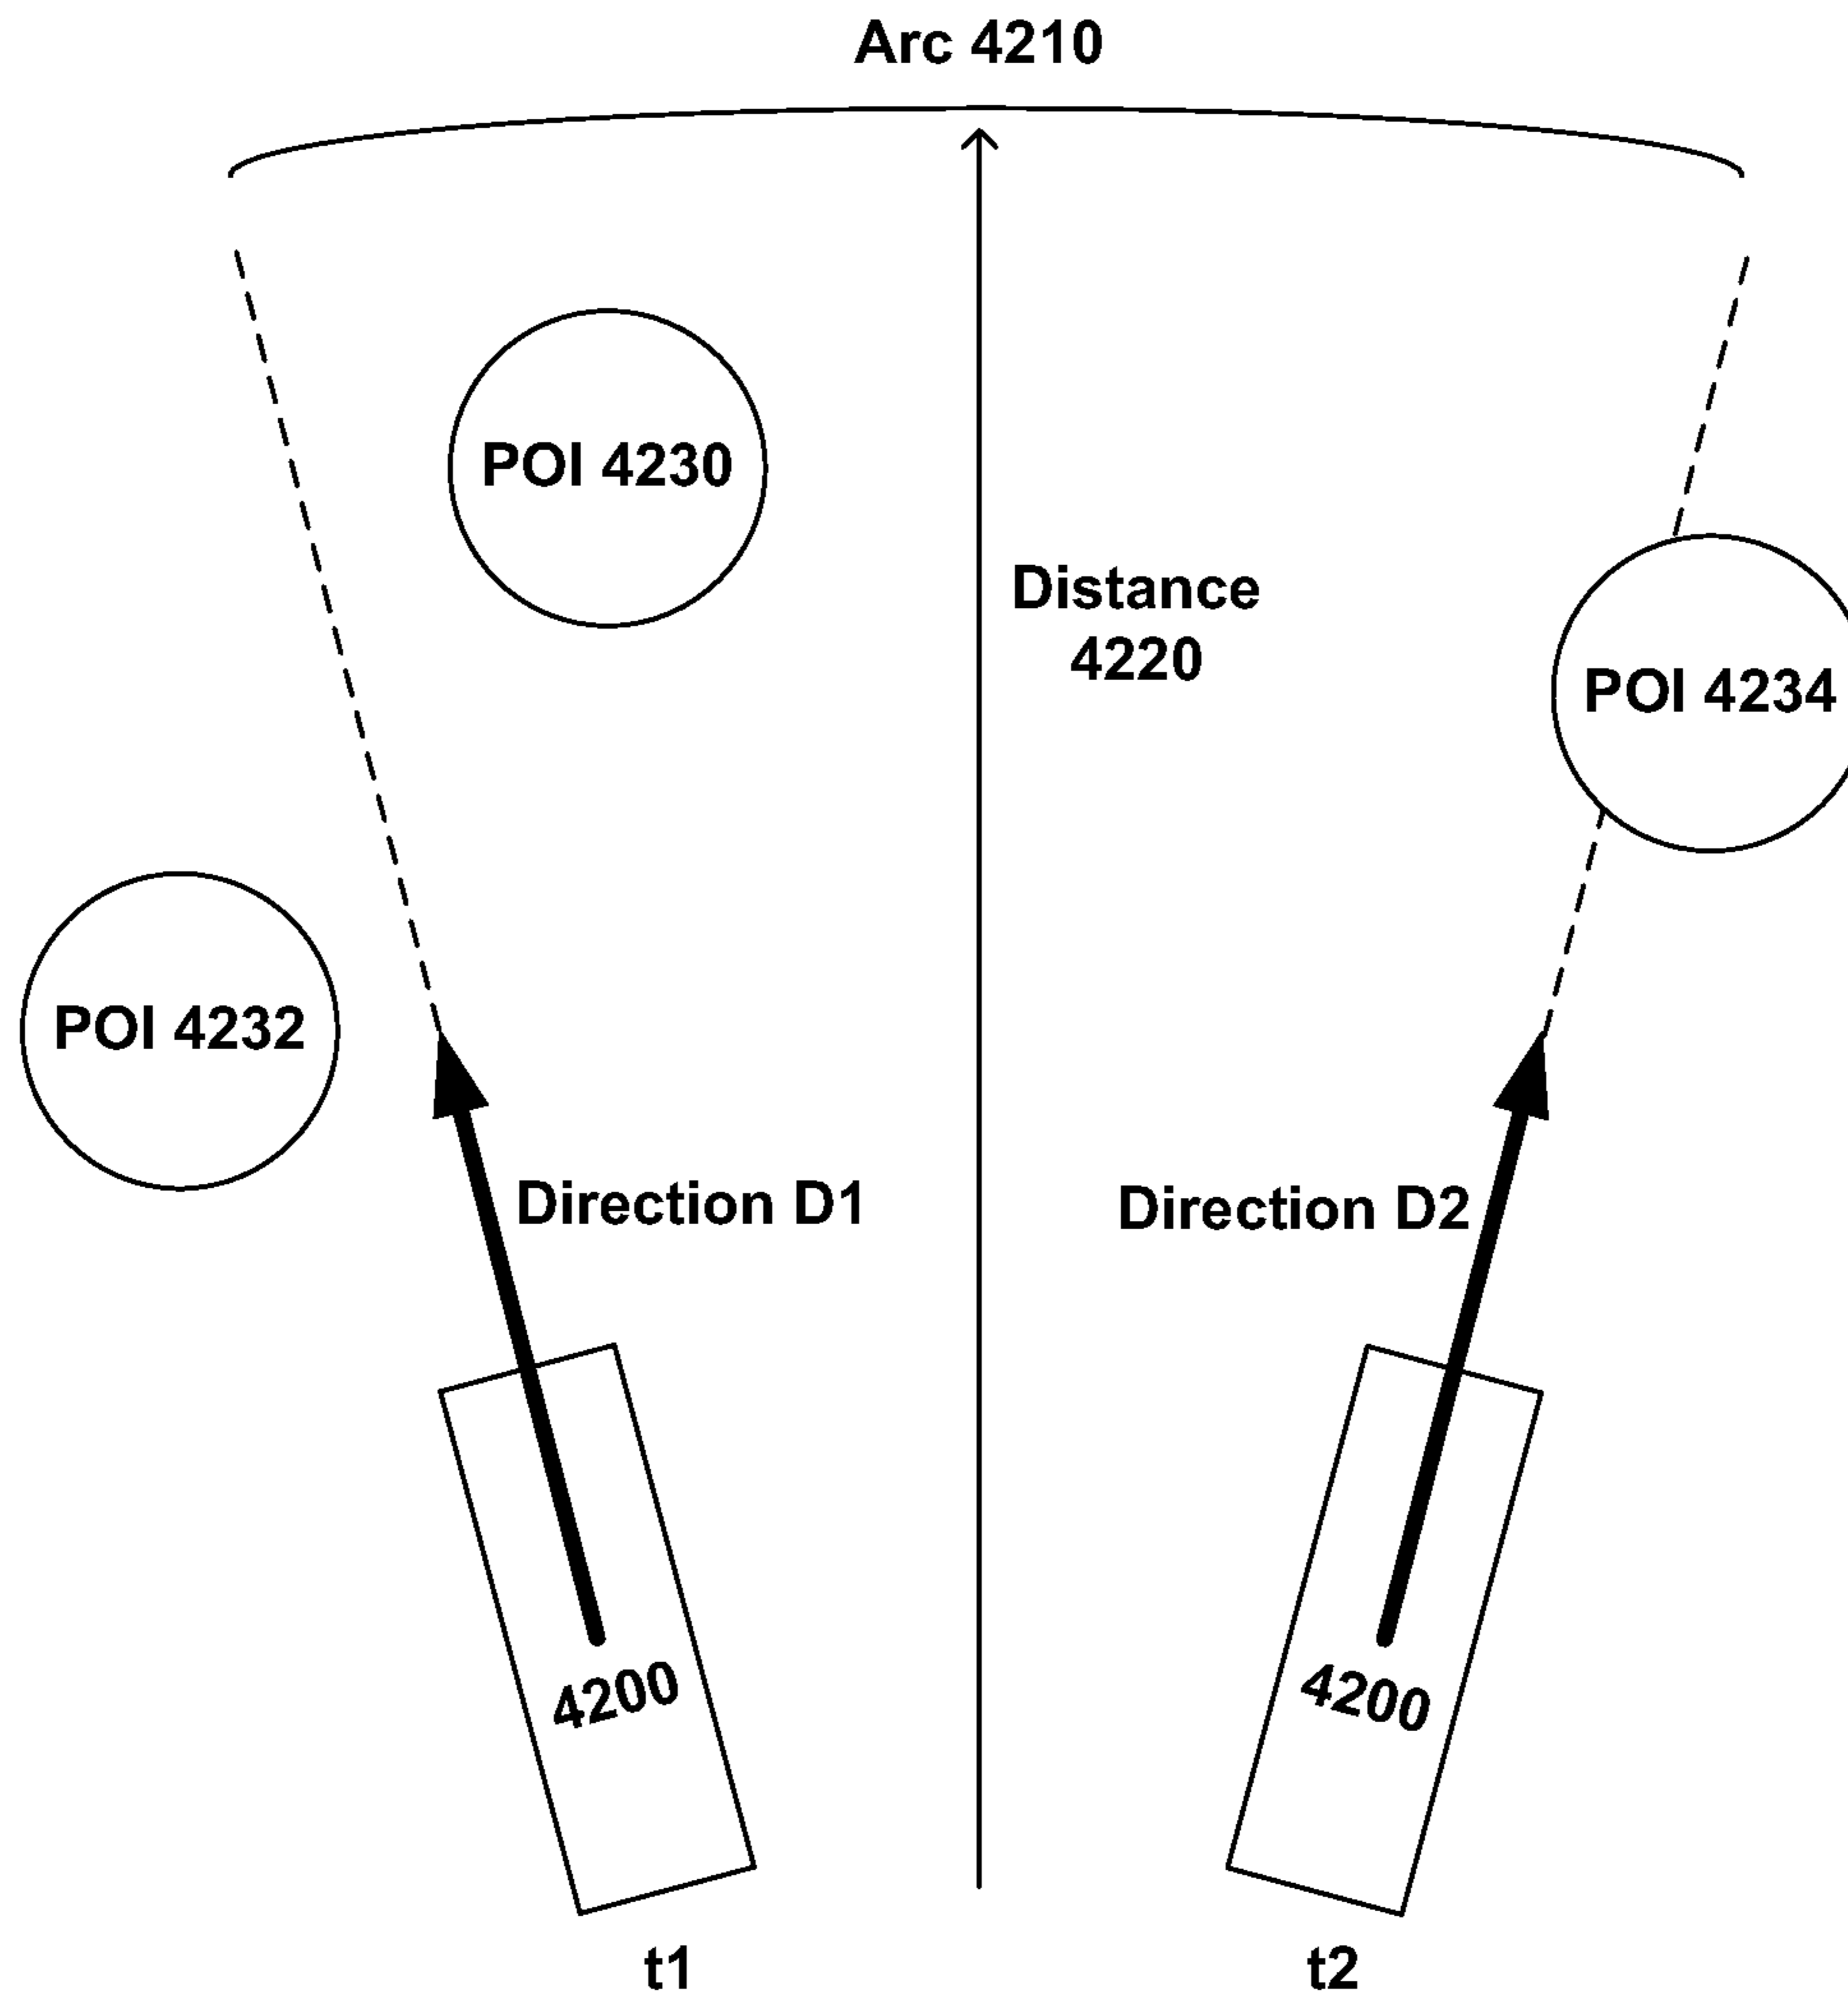 Arc 4210
POI 4230
Distance
4220
POI 4234
POI 4232
Direction D1
Direction D2
4200
4200
t1
t2